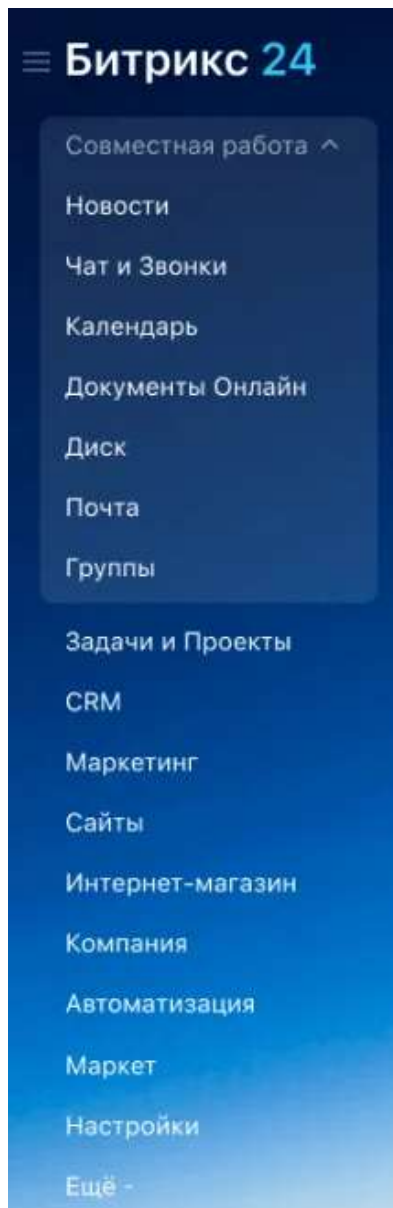 Битрикс 24
Совместная работа
Новости
Чат и Звонки
Календарь
Документы Онлайн
Диск
Почта
Группы
Задачи и Проекты
CRM
Маркетинг
Сайты
Интернет-магазин
Компания
Автоматизация
Маркет
Настройки
Ещё -